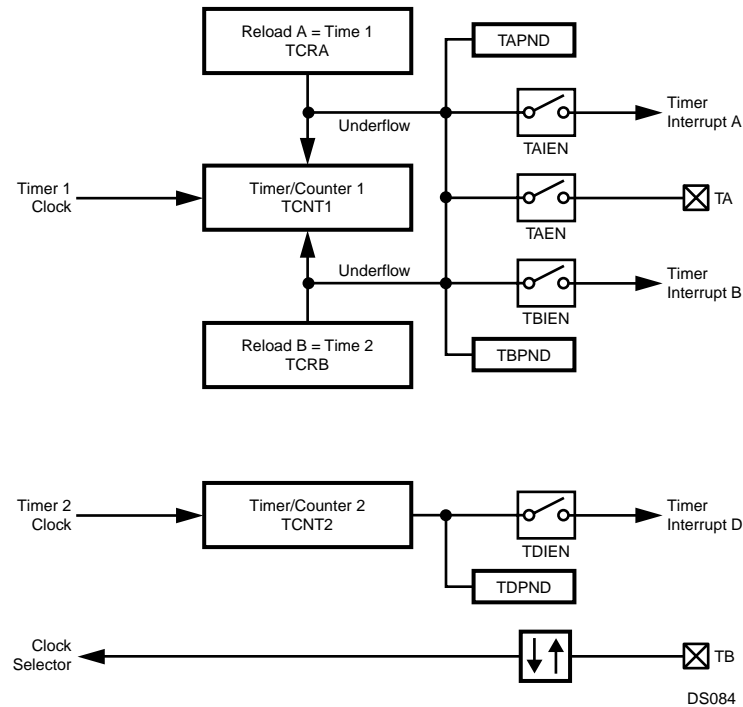 Reload A = Time 1
TCRA
TAPND
Underflow
Timer
Interrupt A
TAIEN
Timer 1
Clock
Timer/Counter 1
TCNT1
TA
TAEN
Underflow
Timer
Interrupt B
TBIEN
Reload B = Time 2
TCRB
TBPND
Timer 2
Clock
Timer/Counter 2
TCNT2
Timer
Interrupt D
TDIEN
TDPND
Clock
Selector
TB
DS084